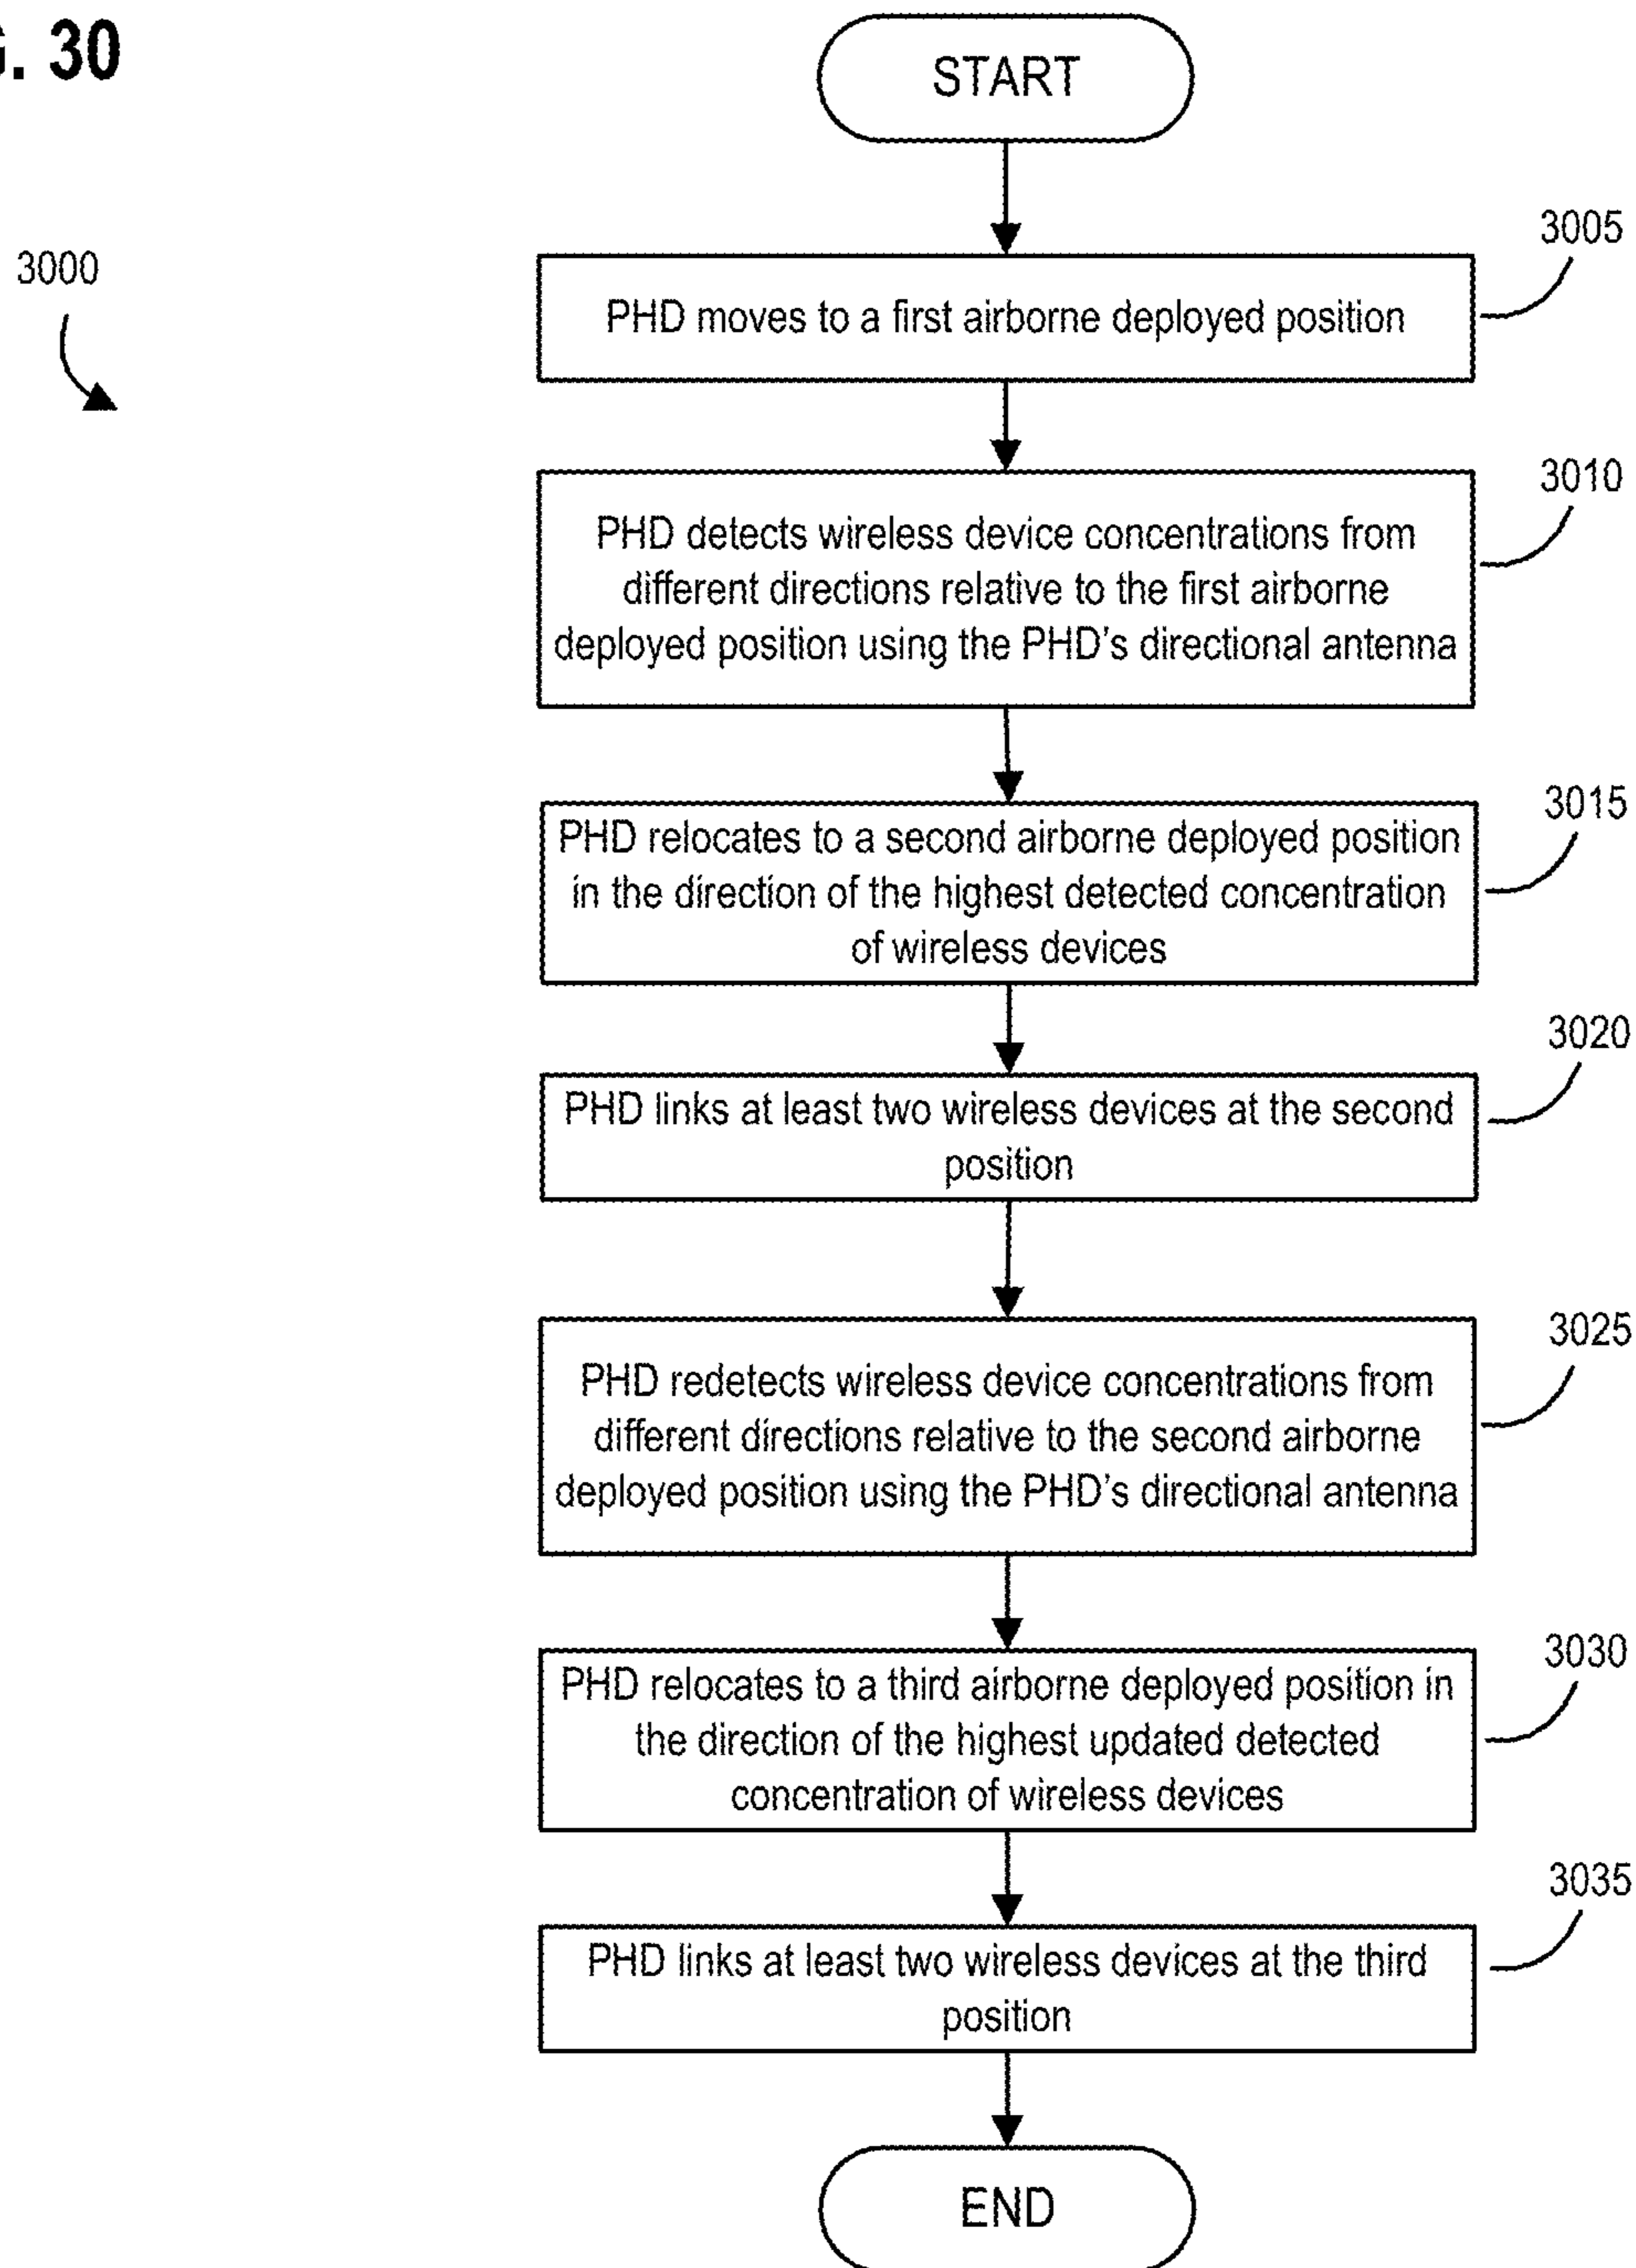 . 30
START
3000
3005
PHD moves to a first airborne deployed position
3010
PHD detects wireless device concentrations from
different directions relative to the first airborne
deployed position using the PHD's directional antenna
3015
PHD relocates to a second airborne deployed position
in the direction of the highest detected concentration
of wireless devices
3020
PHD links at least two wireless devices at the second
position
3025
PHD redetects wireless device concentrations from
different directions relative to the second airborne
deployed position using the PHD's directional antenna
3030
PHD relocates to a third airborne deployed position in
the direction of the highest updated detected
concentration of wireless devices
3035
PHD links at least two wireless devices at the third
position
END